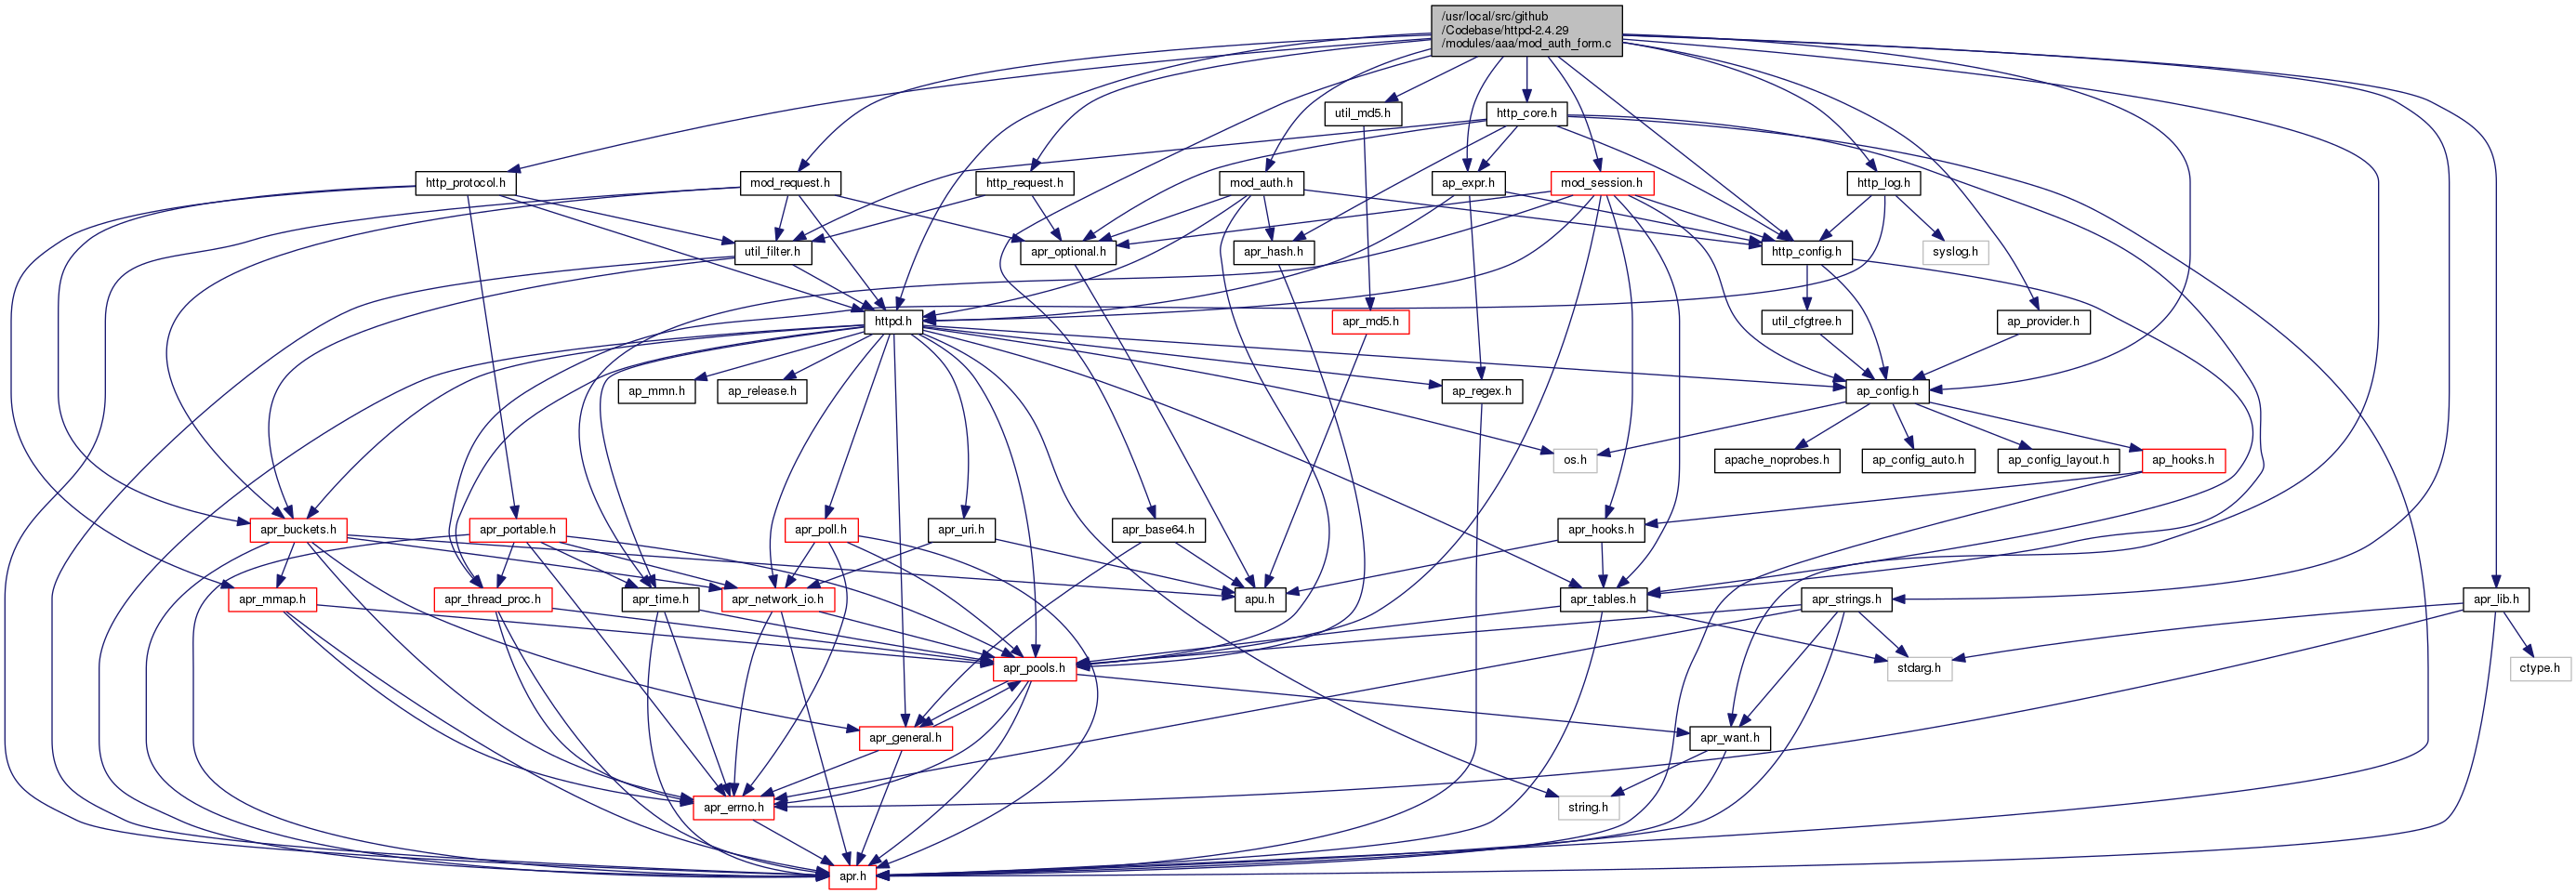 /usr/local/src/github
/Codebase/httpd-2.4.29
/modules/aaa/mod_auth_form.c
util_md5.h
http_core.h
http_protocol.h
mod_request.h
http_request.h
mod_auth.h
ap_expr.h
mod_session.h
http_log.h
util_filter.h
apr_optional.h
apr_hash.h
http_config.h
syslog.h
httpd.h
apr_md5.h
util_cfgtree.h
ap_provider.h
ap_mmn.h
ap_release.h
ap_regex.h
ap_config.h
os.h
apache_noprobes.h
ap_config_auto.h
ap_config_layout.h
ap_hooks.h
apr_buckets.h
apr_portable.h
apr_poll.h
apr_uri.h
apr_base64.h
apr_hooks.h
apr_mmap.h
apr_thread_proc.h
apr_time.h
apr_network_io.h
apu.h
apr_tables.h
apr_strings.h
apr_lib.h
apr_pools.h
stdarg.h
ctype.h
apr_general.h
apr_want.h
apr_errno.h
string.h
apr.h